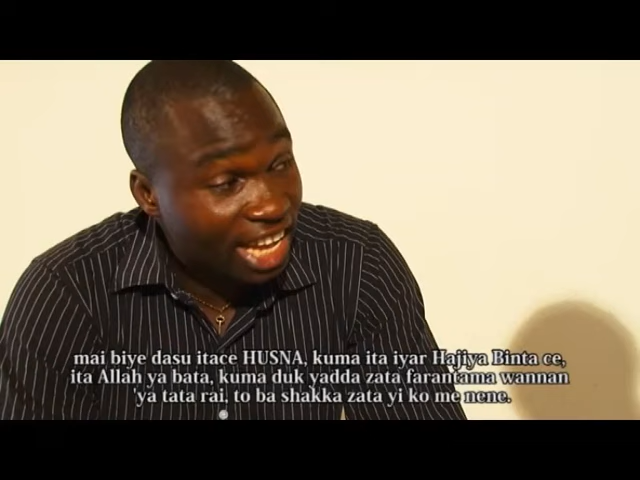 mai biye dasu itace HUSNA, kuma ita iyar Hajiya Binta ce,
ita Allah ya bata, kuma duk yadda zata farantama wannan
'ya tata rai, to ba shakka zata yi ko me nene.